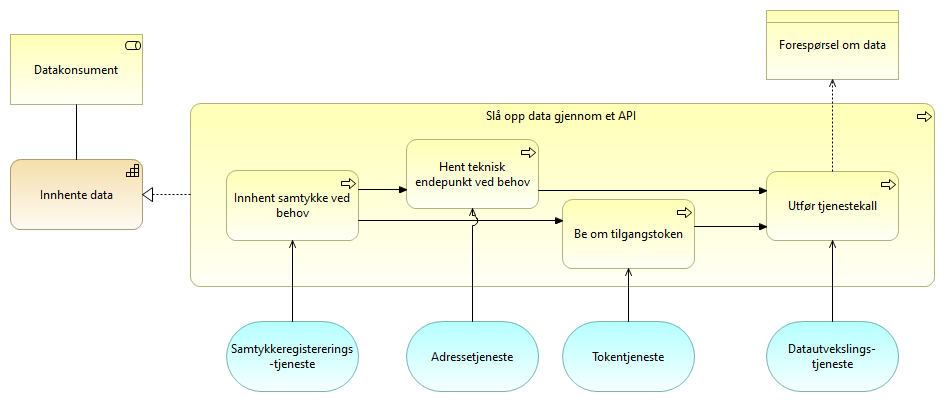 Datakonsument
Forespørsel om data
Slå opp data gjennom et API
Innhente data
Innhent samtykke ved
behov
Hent teknisk
endepunkt ved behov
Be om tilgangstoken
Utfør tjenestekall
Samtykkeregistererings
-tjeneste
Adressetjeneste
Tokentjeneste
Datautvekslings-
tjeneste